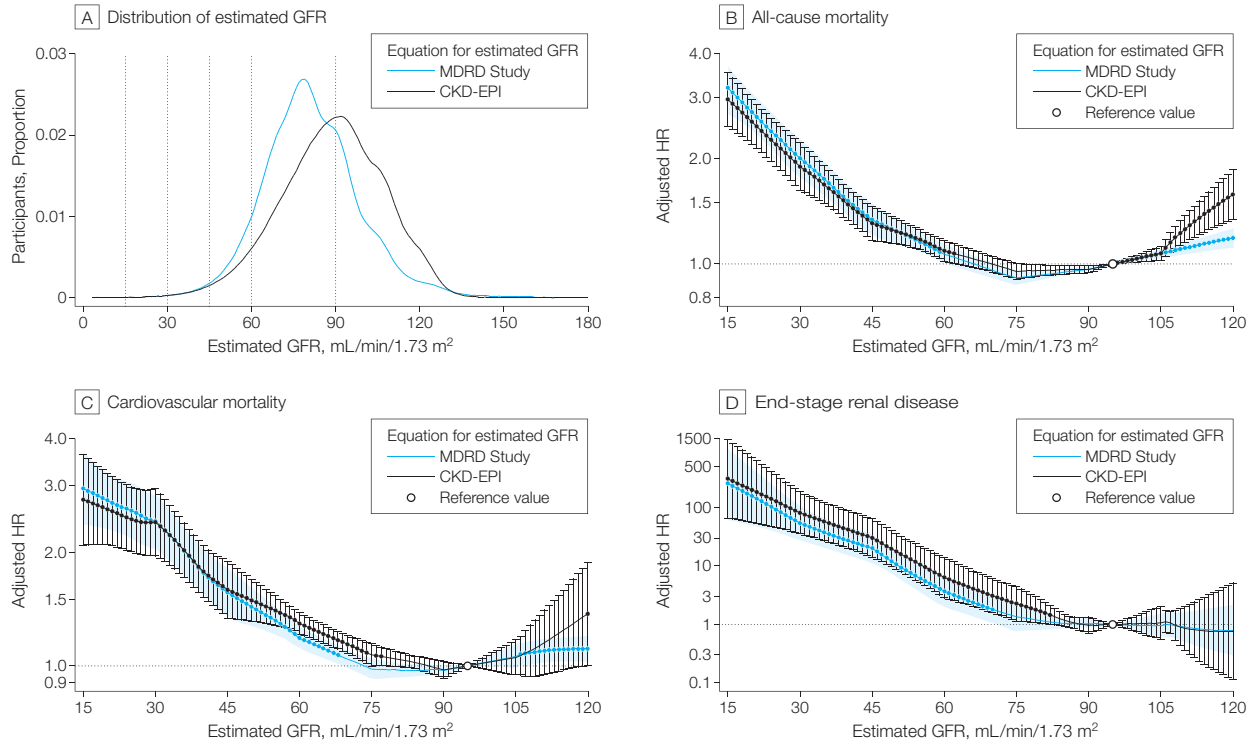 A Distribution of estimated GFR
Participants, Proportion
0.03
0.02
0.01
0
Equation for estimated GFR
MDRD Study
CKD-EPI
0 30 60 90 120 150 180
Estimated GFR, mL/min/1.73 m²
B All-cause mortality
Adjusted HR
4.0
3.0
2.0
1.5
1.0
0.8
Equation for estimated GFR
MDRD Study
CKD-EPI
Reference value
15 30 45 60 75 90 105 120
Estimated GFR, mL/min/1.73 m²
C Cardiovascular mortality
Adjusted HR
4.0
3.0
2.0
1.5
1.0
0.9
Equation for estimated GFR
MDRD Study
CKD-EPI
Reference value
15 30 45 60 75 90 105 120
Estimated GFR, mL/min/1.73 m²
D End-stage renal disease
Adjusted HR
1500
500
100
30
10
3
1
0.3
0.1
Equation for estimated GFR
MDRD Study
CKD-EPI
Reference value
15 30 45 60 75 90 105 120
Estimated GFR, mL/min/1.73 m²